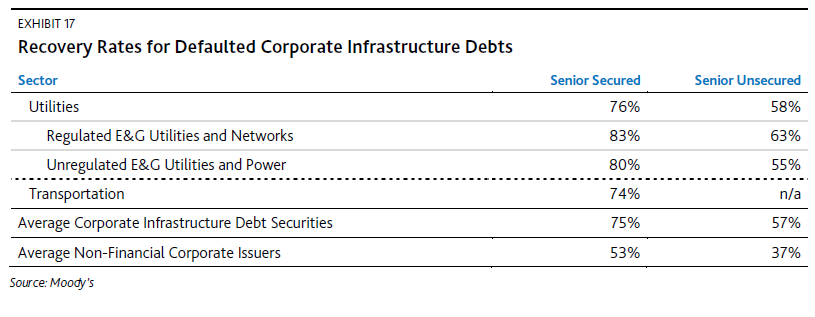 EXHIBIT 17
Recovery Rates for Defaulted Corporate Infrastructure Debts
Sector Senior Secured Senior Unsecured
Utilities 76% 58%
Regulated E&G Utilities and Networks 83% 63%
Unregulated E&G Utilities and Power 80% 55%
Transportation 74% n/a
Average Corporate Infrastructure Debt Securities 75% 57%
Average Non-Financial Corporate Issuers 53% 37%
Source: Moody's